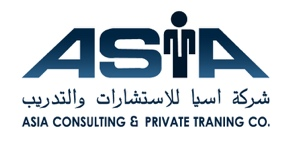 ASIA
شركة اسيا للاستشارات والتدريب
ASIA CONSULTING & PRIVATE TRANING CO.